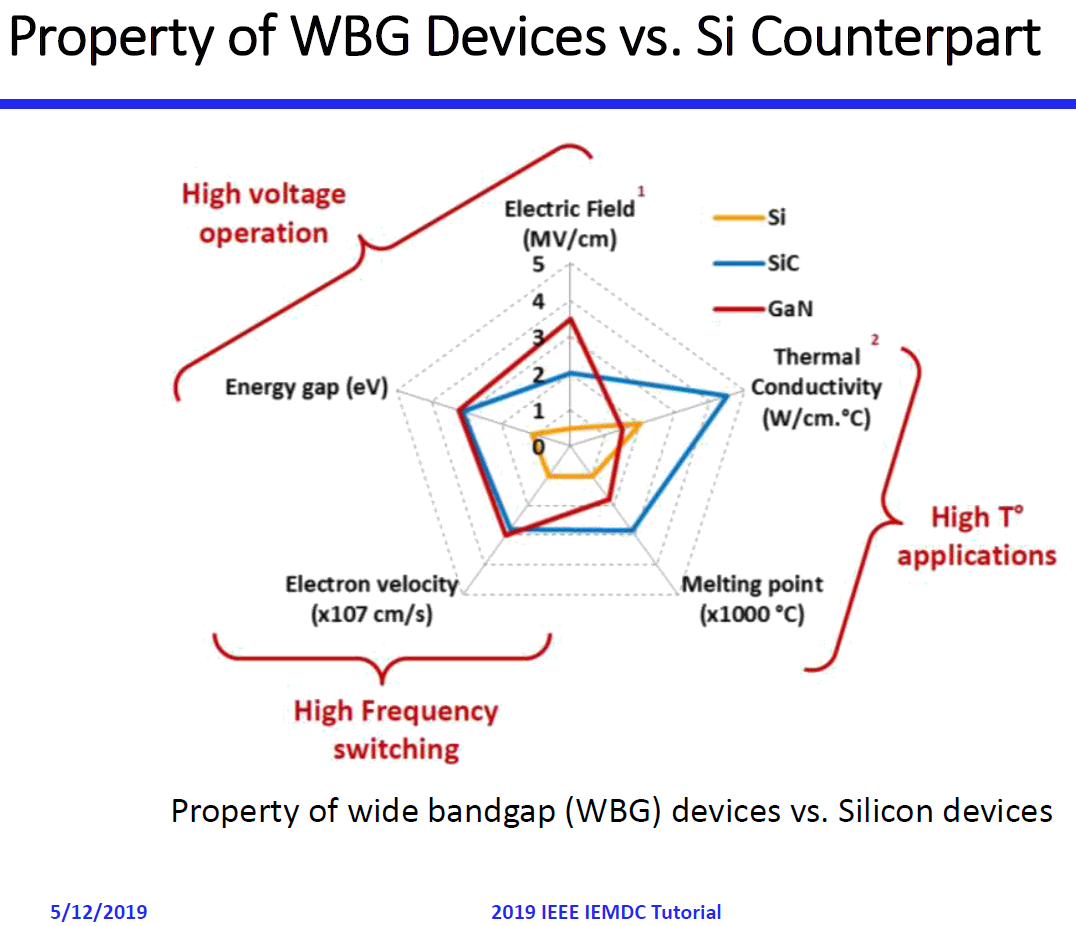 Property of WBG Devices vs. Si Counterpart
High voltage
operation
Electric Field 1
(MV/cm)
5
4
3
2
1
0
Si
SiC
GaN
Thermal 2
Conductivity
(W/cm.°C)
Energy gap (eV)
High T°
applications
Electron velocity
(x107 cm/s)
Melting point
(x1000 °C)
High Frequency
switching
Property of wide bandgap (WBG) devices vs. Silicon devices
5/12/2019
2019 IEEE IEMDC Tutorial